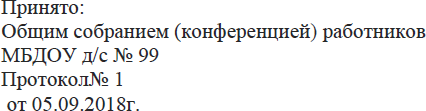 Принято:
Общим собранием (конференцией) работников
МБДОУ д/с № 99
Протокол№ 1
от 05.09.2018г.